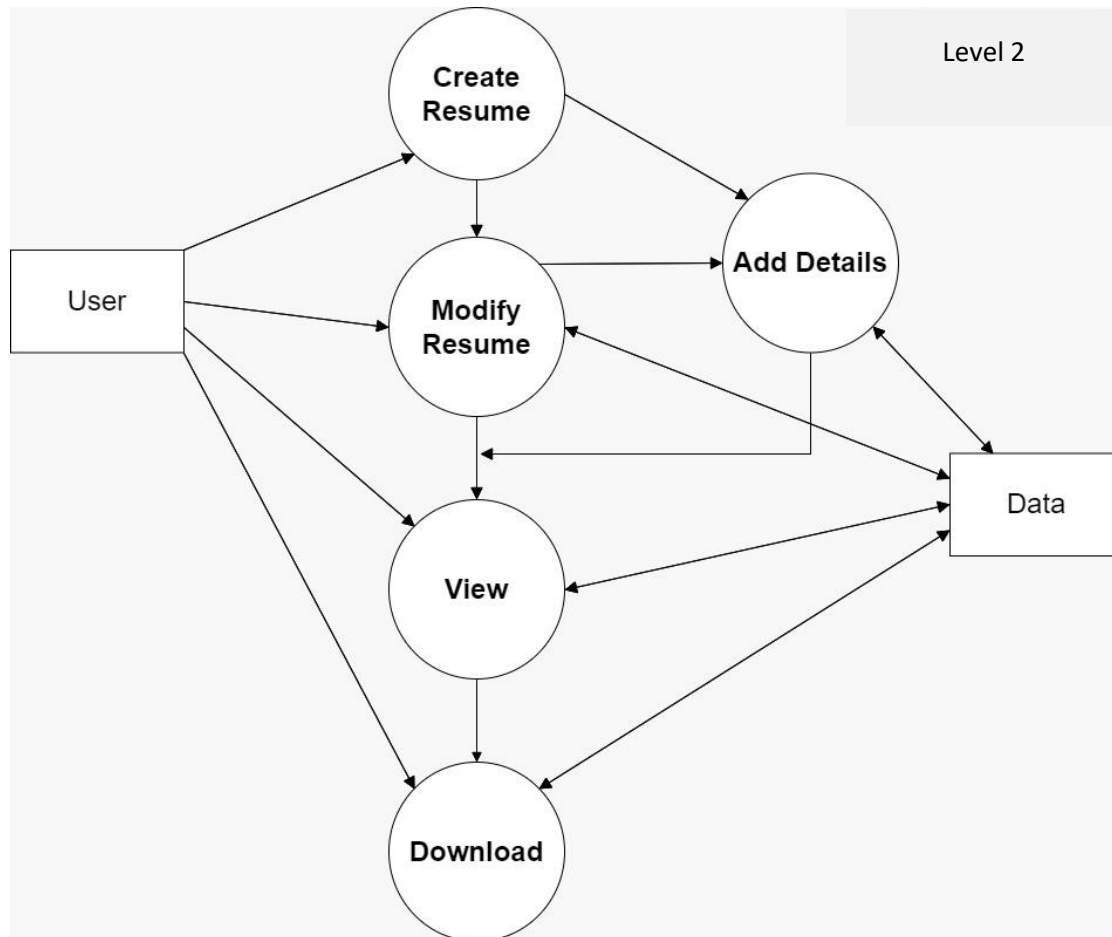 Level 2
Create
Resume
Add Details
User
Modify
Resume
Data
View
Download